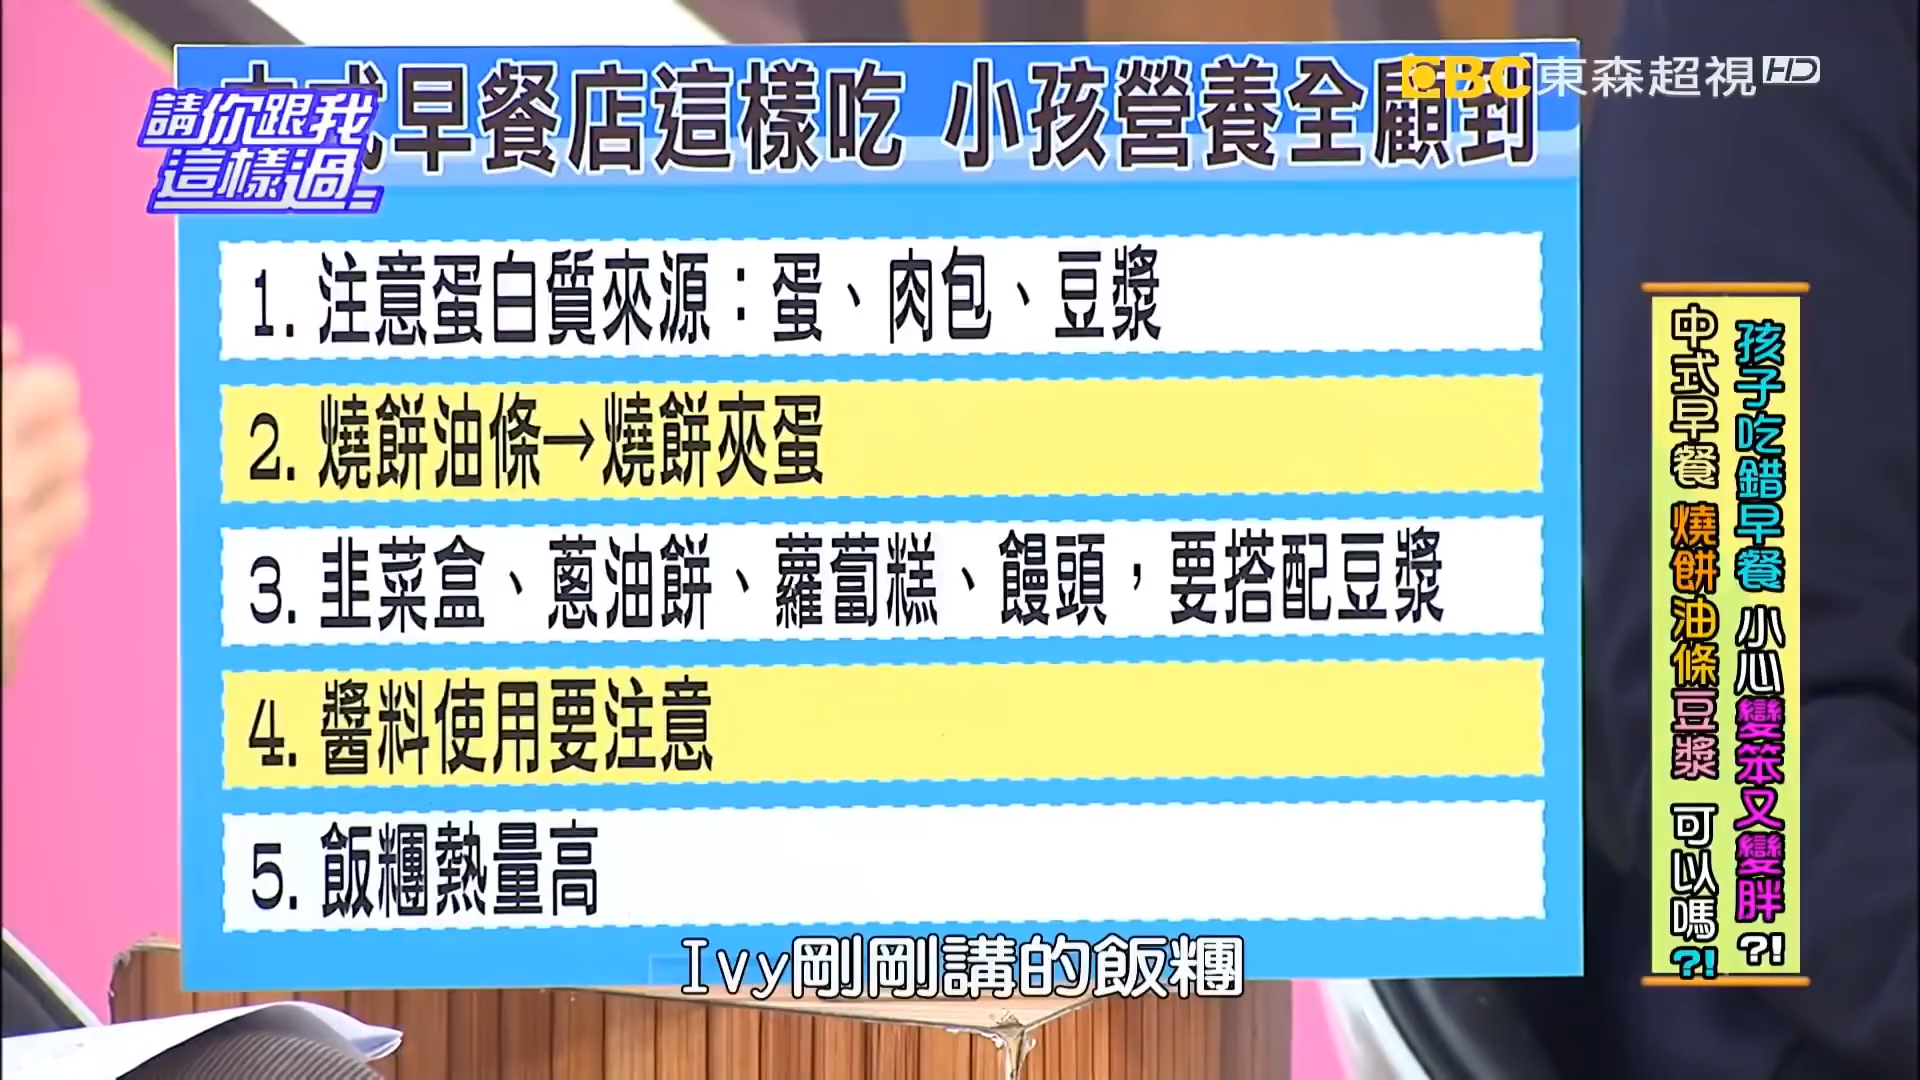 EBC東森超視HD
請你跟我
這樣過
式早餐店這樣吃 小孩營養全顧到
1. 注意蛋白質來源：蛋、肉包、豆漿
2. 燒餅油條→燒餅夾蛋
3. 韭菜盒、蔥油餅、蘿蔔糕、饅頭，要搭配豆漿
4. 醬料使用要注意
5. 飯糰熱量高
孩子吃錯早餐 小心變笨又變胖?!
中式早餐 燒餅油條豆漿 可以嗎?!
Ivy剛剛講的飯糰